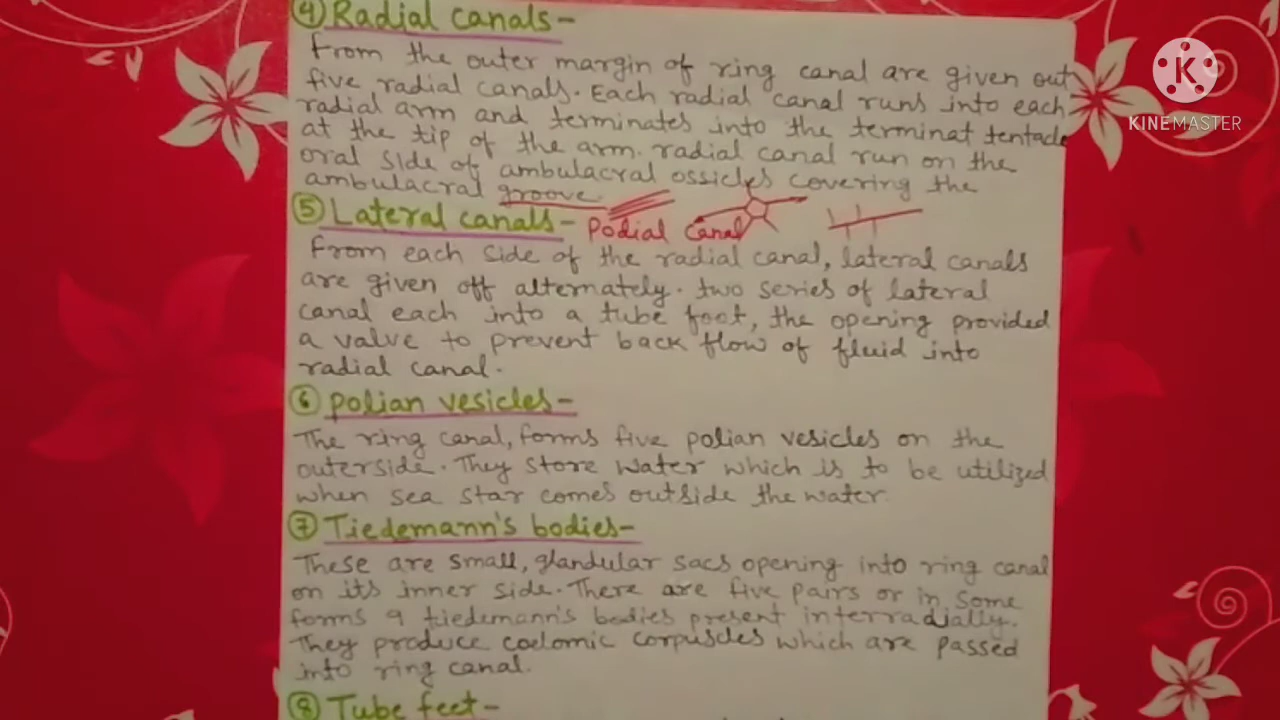 ④ Radial canals-
From the outer margin of ring canal are given out
five radial canals. Each radial canal runs into each
radial arm and terminates into the terminat tentacle
at the tip of the arm. radial canal run on the
oral side of ambulacral ossicles covering the
ambulacral groove.
⑤ Lateral canals- Podial Canal
From each side of the radial canal, lateral canals
are given off alternately. two series of lateral
canal each into a tube foot, the opening provided
a valve to prevent back flow of fluid into
radial canal.
⑥ polian vesicles-
The ring canal, forms five polian vesicles on the
outerside. They store water which is to be utilized
when sea star comes outside the water.
⑦ Tiedemann's bodies-
These are small, glandular sacs opening into ring canal
on its inner side. There are five pairs or in some
forms 9 tiedemann's bodies present interradially.
They produce coelomic corpuscles which are passed
into ring canal.
⑧ Tube feet-
K
KINEMASTER